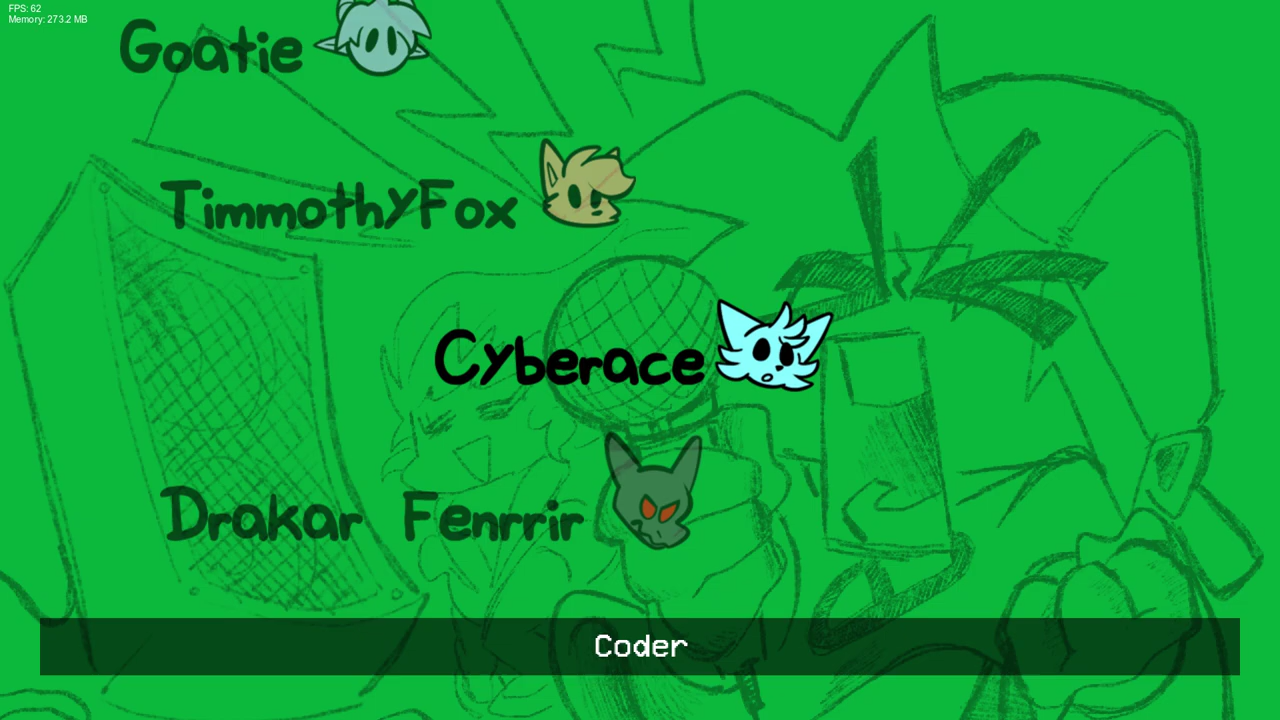 FPS: 62
Memory: 273.2 MB
Goatie
TimmothyFox
Cyberace
Drakar Fenrrir
Coder